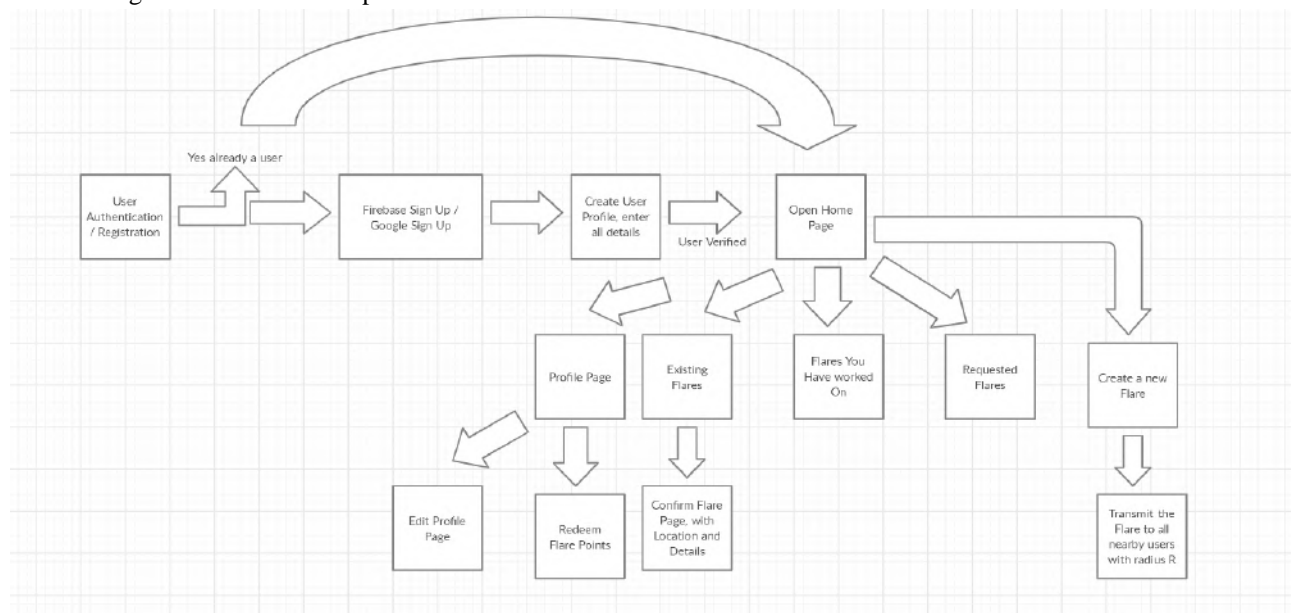 Yes already a user
User
Authentication
/ Registration
Firebase Sign Up /
Google Sign Up
Create User
Profile, enter
all details
User Verified
Open Home
Page
Profile Page
Existing
Flares
Flares You
Have worked
On
Requested
Flares
Create a new
Flare
Edit Profile
Page
Redeem
Flare Points
Confirm Flare
Page, with
Location and
Details
Transmit the
Flare to all
nearby users
with radius R